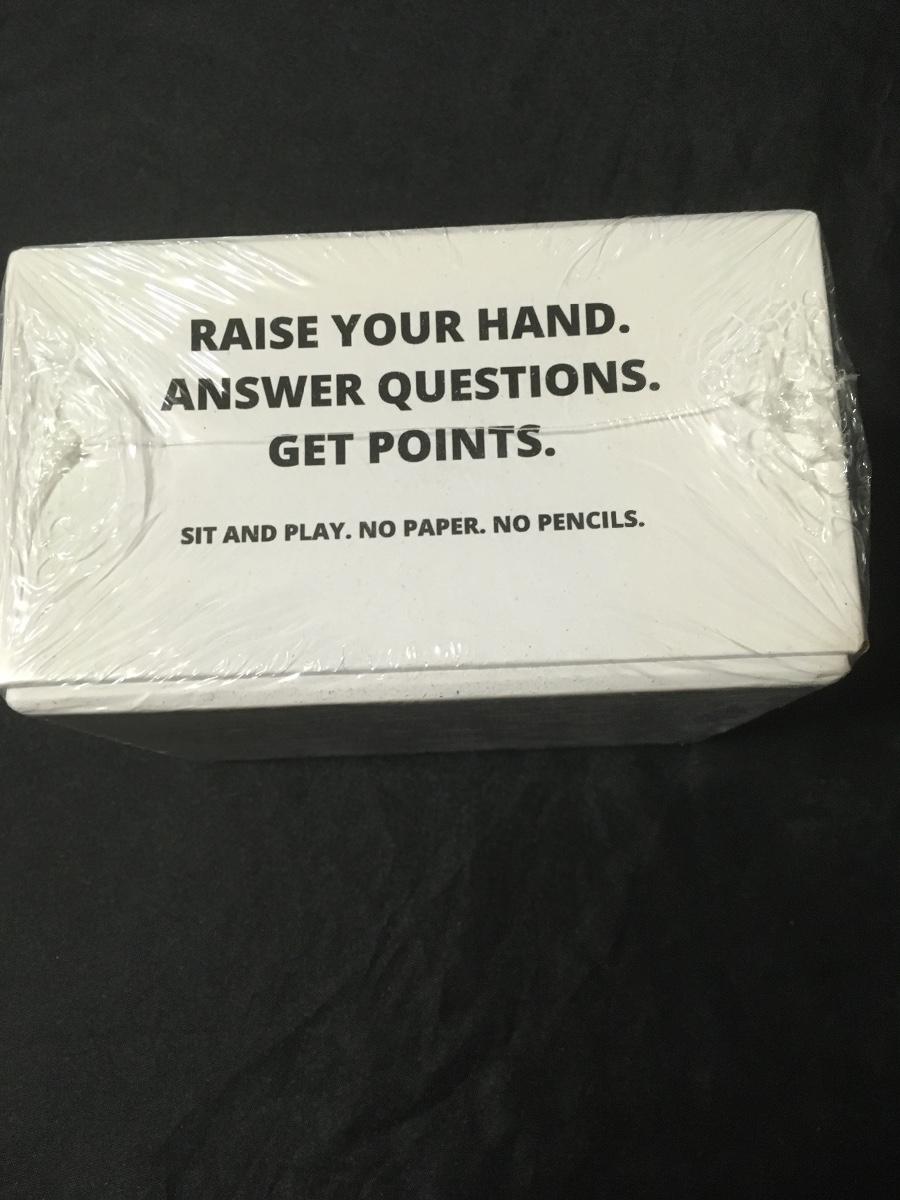 RAISE YOUR HAND.
ANSWER QUESTIONS.
GET POINTS.
SIT AND PLAY. NO PAPER. NO PENCILS.